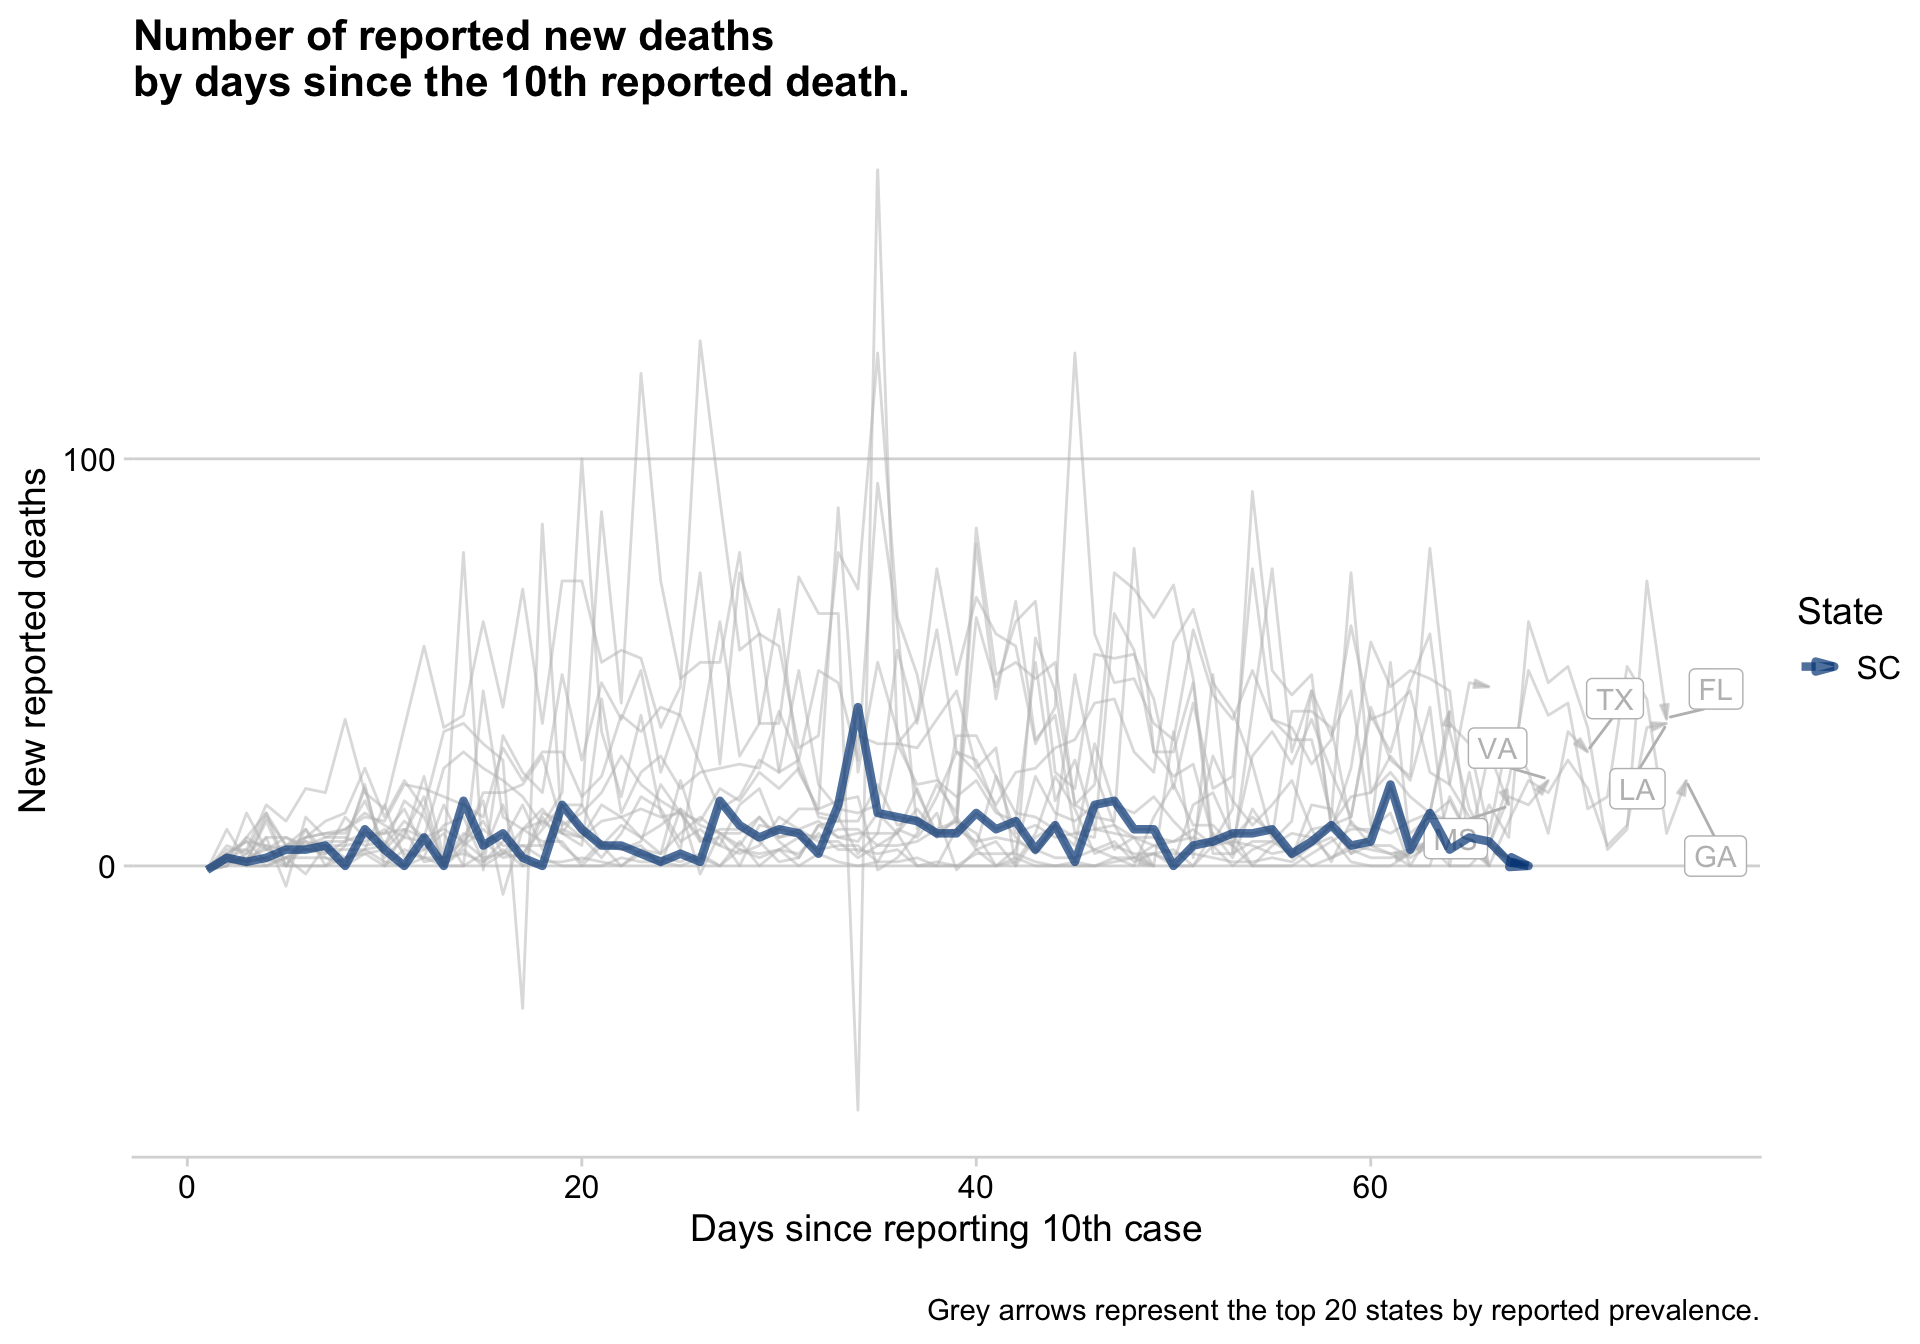 Number of reported new deaths
by days since the 10th reported death.
New reported deaths
100
0
TX
FL
VA
LA
MS
GA
State
SC
0
20
40
60
Days since reporting 10th case
Grey arrows represent the top 20 states by reported prevalence.